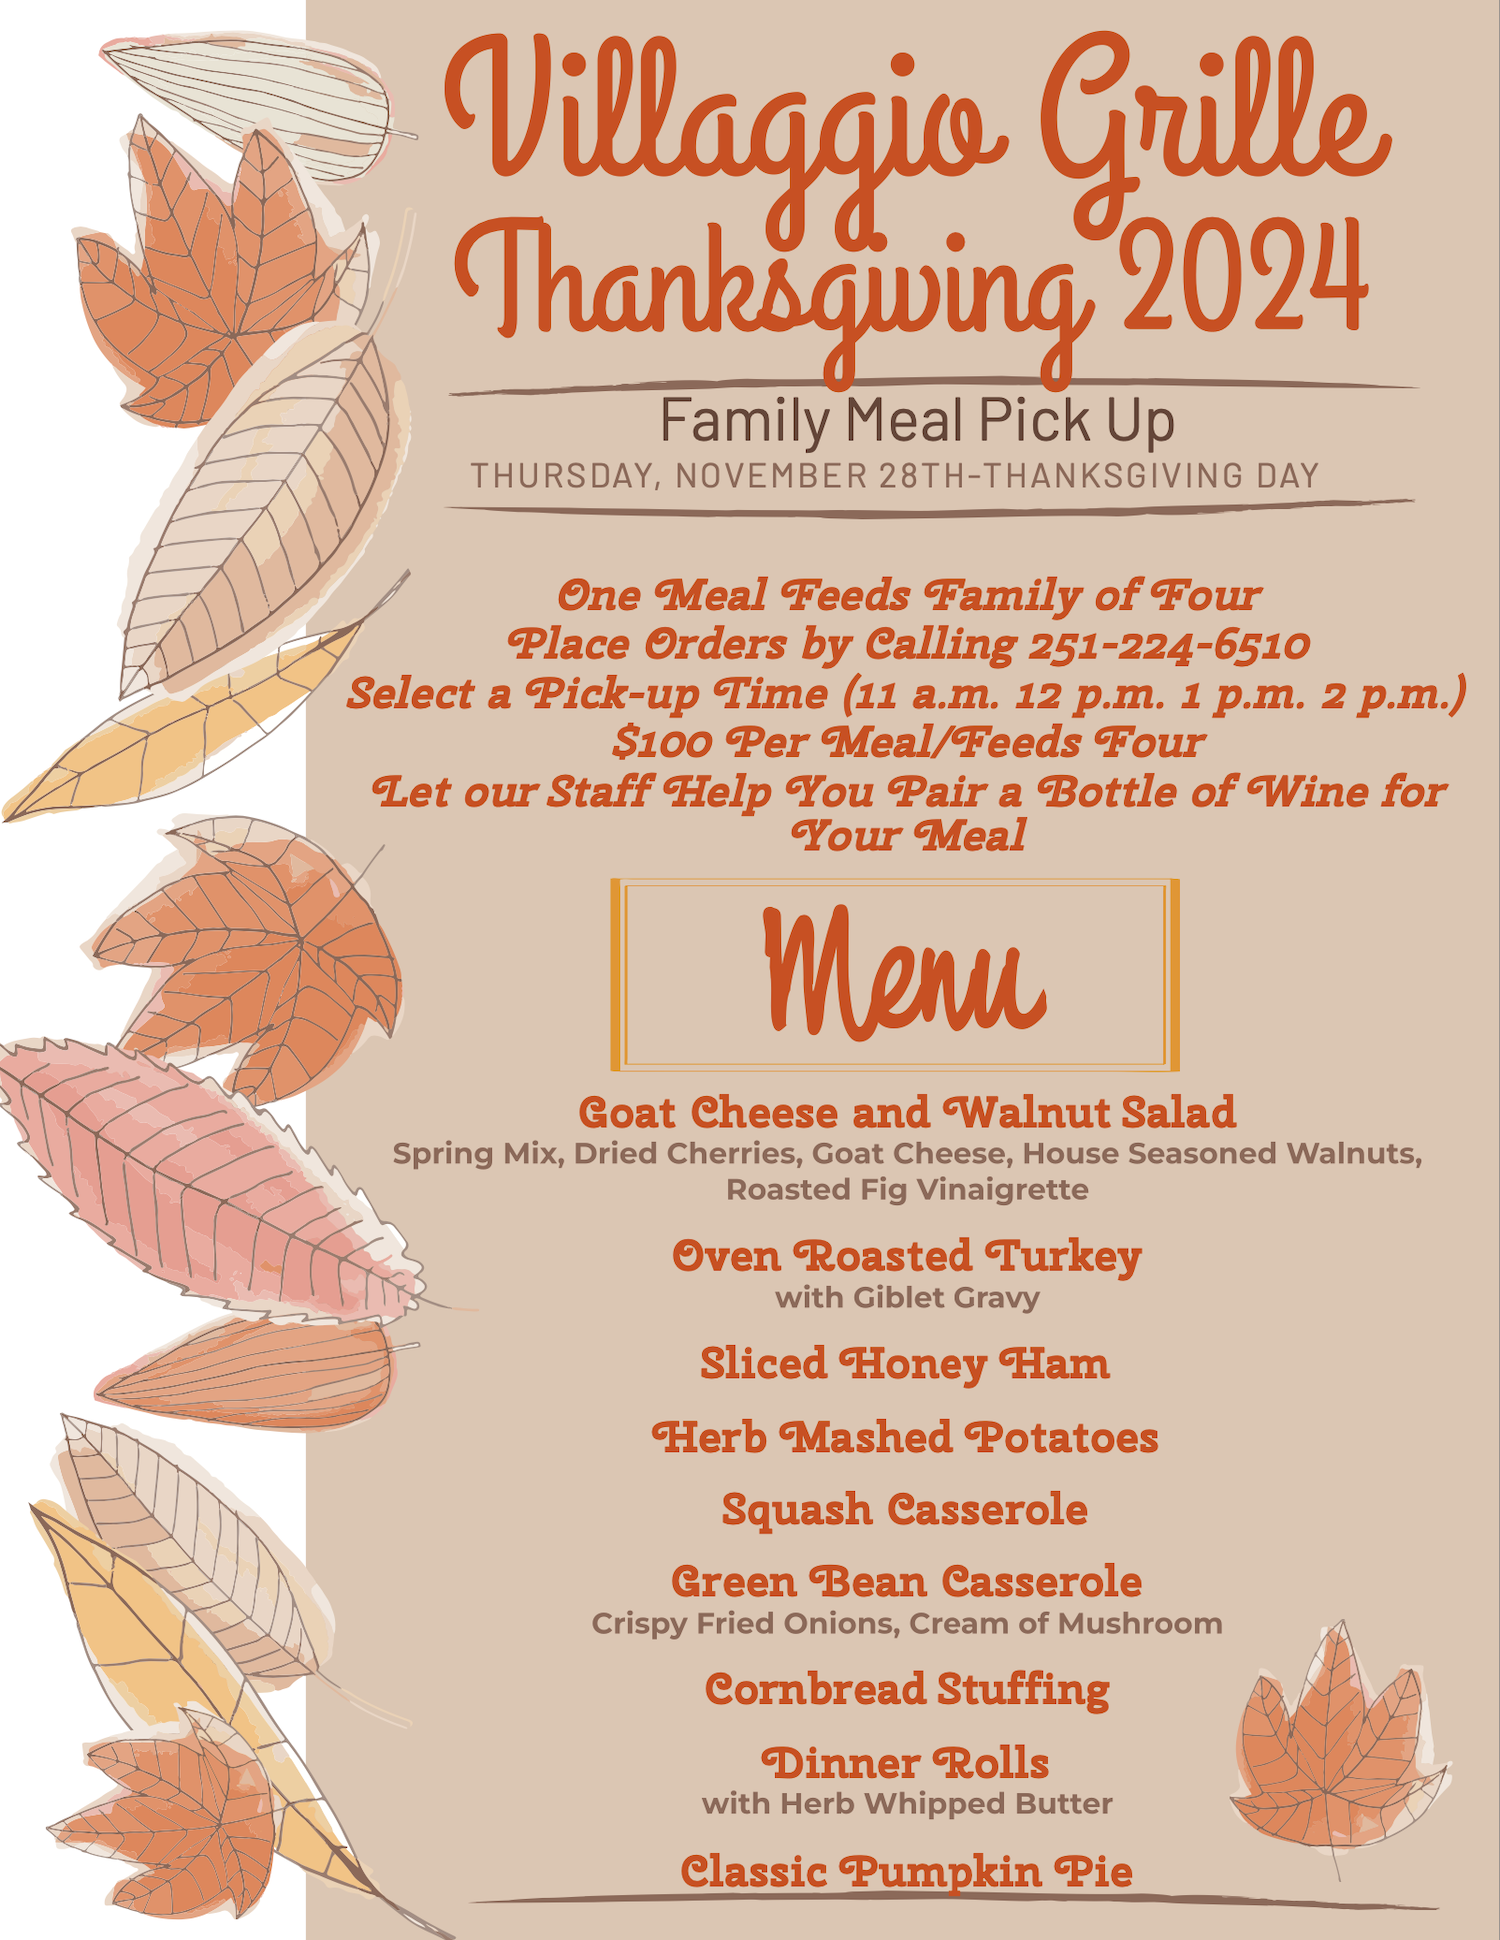 Villaggio Grille
Thanksgiving 2024
Family Meal Pick Up
THURSDAY, NOVEMBER 28TH-THANKSGIVING DAY
One Meal Feeds Family of Four
Place Orders by Calling 251-224-6510
Select a Pick-up Time (11 a.m. 12 p.m. 1 p.m. 2 p.m.)
$100 Per Meal/Feeds Four
Let our Staff Help You Pair a Bottle of Wine for
Your Meal
Menu
Goat Cheese and Walnut Salad
Spring Mix, Dried Cherries, Goat Cheese, House Seasoned Walnuts,
Roasted Fig Vinaigrette
Oven Roasted Turkey
with Giblet Gravy
Sliced Honey Ham
Herb Mashed Potatoes
Squash Casserole
Green Bean Casserole
Crispy Fried Onions, Cream of Mushroom
Cornbread Stuffing
Dinner Rolls
with Herb Whipped Butter
Classic Pumpkin Pie